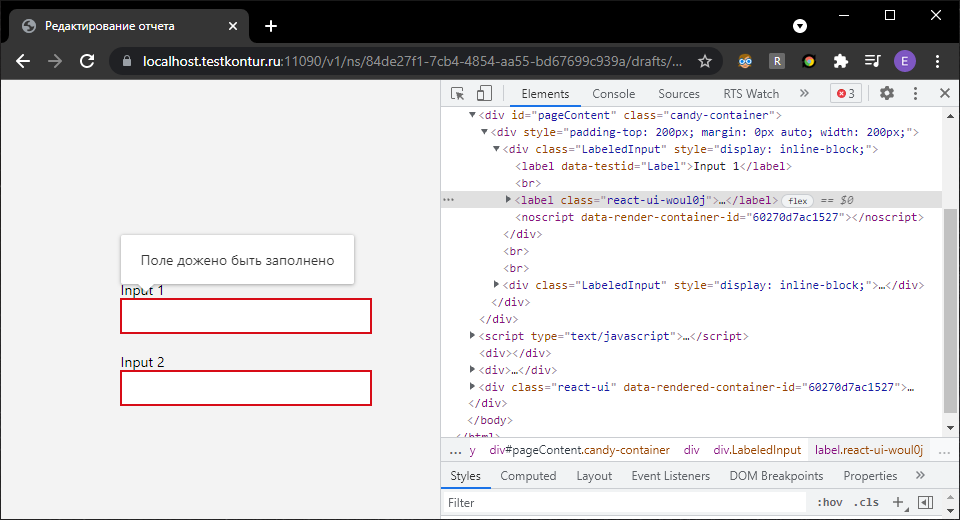 Редактирование отчета
localhost.testkontur.ru:11090/v1/ns/84de27f1-7cb4-4854-aa55-bd67699c939a/drafts/...
R
E
Elements Console Sources RTS Watch » 3
<div id="pageContent" class="candy-container">
<div style="padding-top: 200px; margin: 0px auto; width: 200px;">
<div class="LabeledInput" style="display: inline-block;">
<label data-testid="Label">Input 1</label>
<br>
... <label class="react-ui-woul0j">…</label> flex == $0
<noscript data-render-container-id="60270d7ac1527"></noscript>
</div>
<br>
<br>
<div class="LabeledInput" style="display: inline-block;">…</div>
</div>
</div>
<script type="text/javascript">…</script>
<div></div>
<div>…</div>
<div class="react-ui" data-rendered-container-id="60270d7ac1527">…
</div>
</body>
</html>
Поле дожено быть заполнено
Input 1
Input 2
... y div#pageContent.candy-container div div.LabeledInput label.react-ui-woul0j ...
Styles Computed Layout Event Listeners DOM Breakpoints Properties »
Filter :hov .cls +